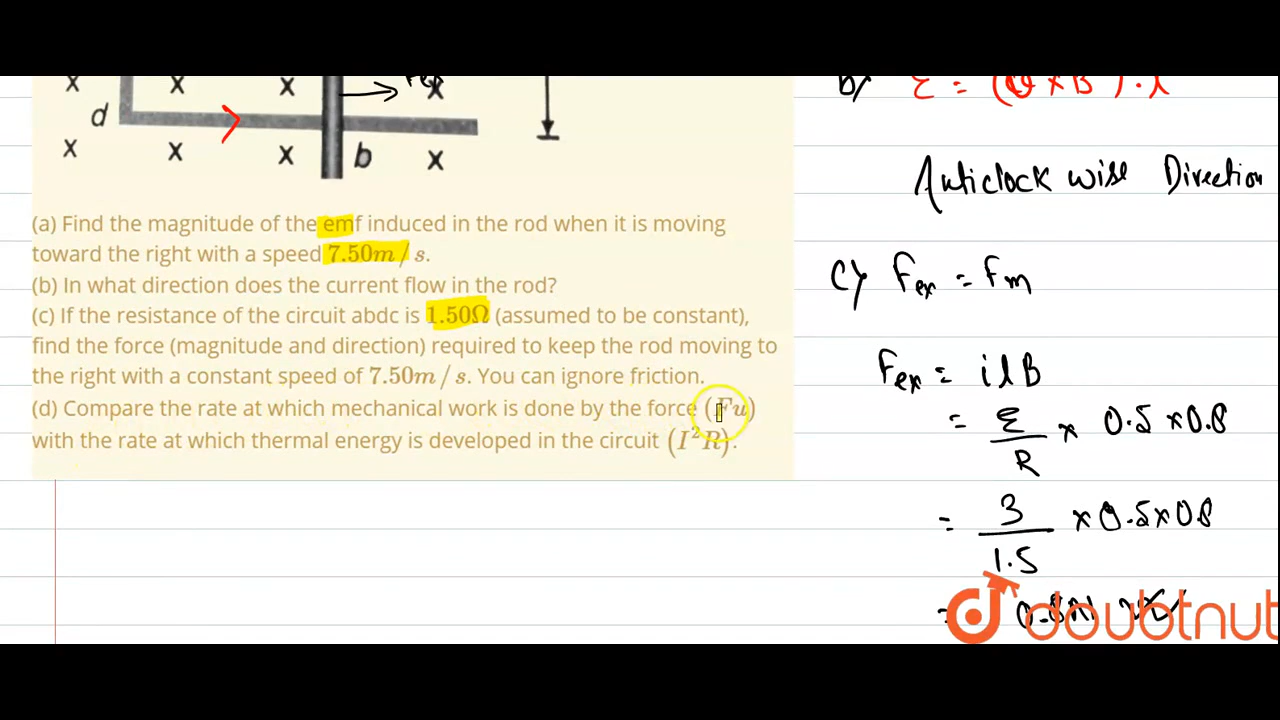 x x x x
d
x x x b x
b) ε = (v × B) . l
Anticlock wise Direction
(a) Find the magnitude of the emf induced in the rod when it is moving
toward the right with a speed 7.50m/s.
(b) In what direction does the current flow in the rod?
(c) If the resistance of the circuit abdc is 1.50Ω (assumed to be constant),
find the force (magnitude and direction) required to keep the rod moving to
the right with a constant speed of 7.50m/s. You can ignore friction.
(d) Compare the rate at which mechanical work is done by the force (Fu)
with the rate at which thermal energy is developed in the circuit (I²R).
c) Fex = Fm
Fex = ilB
= ε/R × 0.5 × 0.8
= 3/1.5 × 0.5 × 0.8
= 0.8N
doubtnut